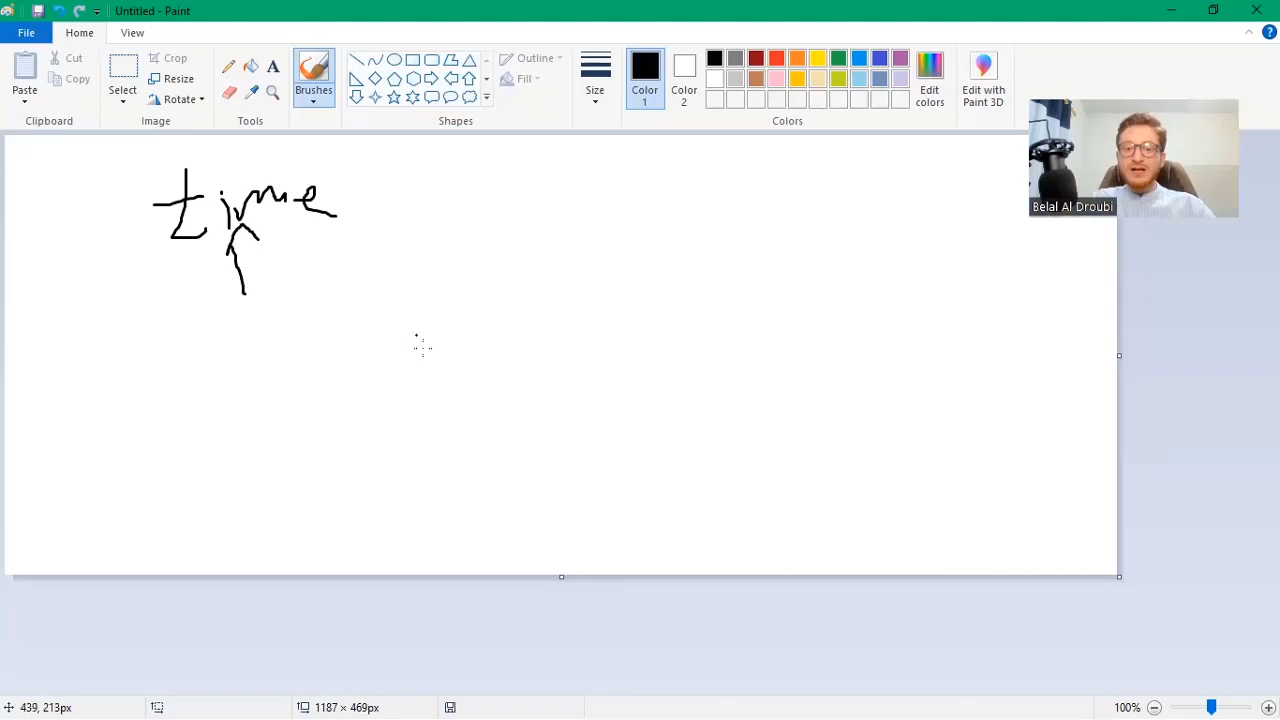 Untitled - Paint
File Home View
Paste
Cut
Copy
Clipboard
Select
Crop
Resize
Rotate
Image
A
Tools
Brushes
Outline
Fill
Shapes
Size
Color 1
Color 2
Edit colors
Colors
Edit with Paint 3D
time
Belal Al Droubi
439, 213px
1187 × 469px
100%